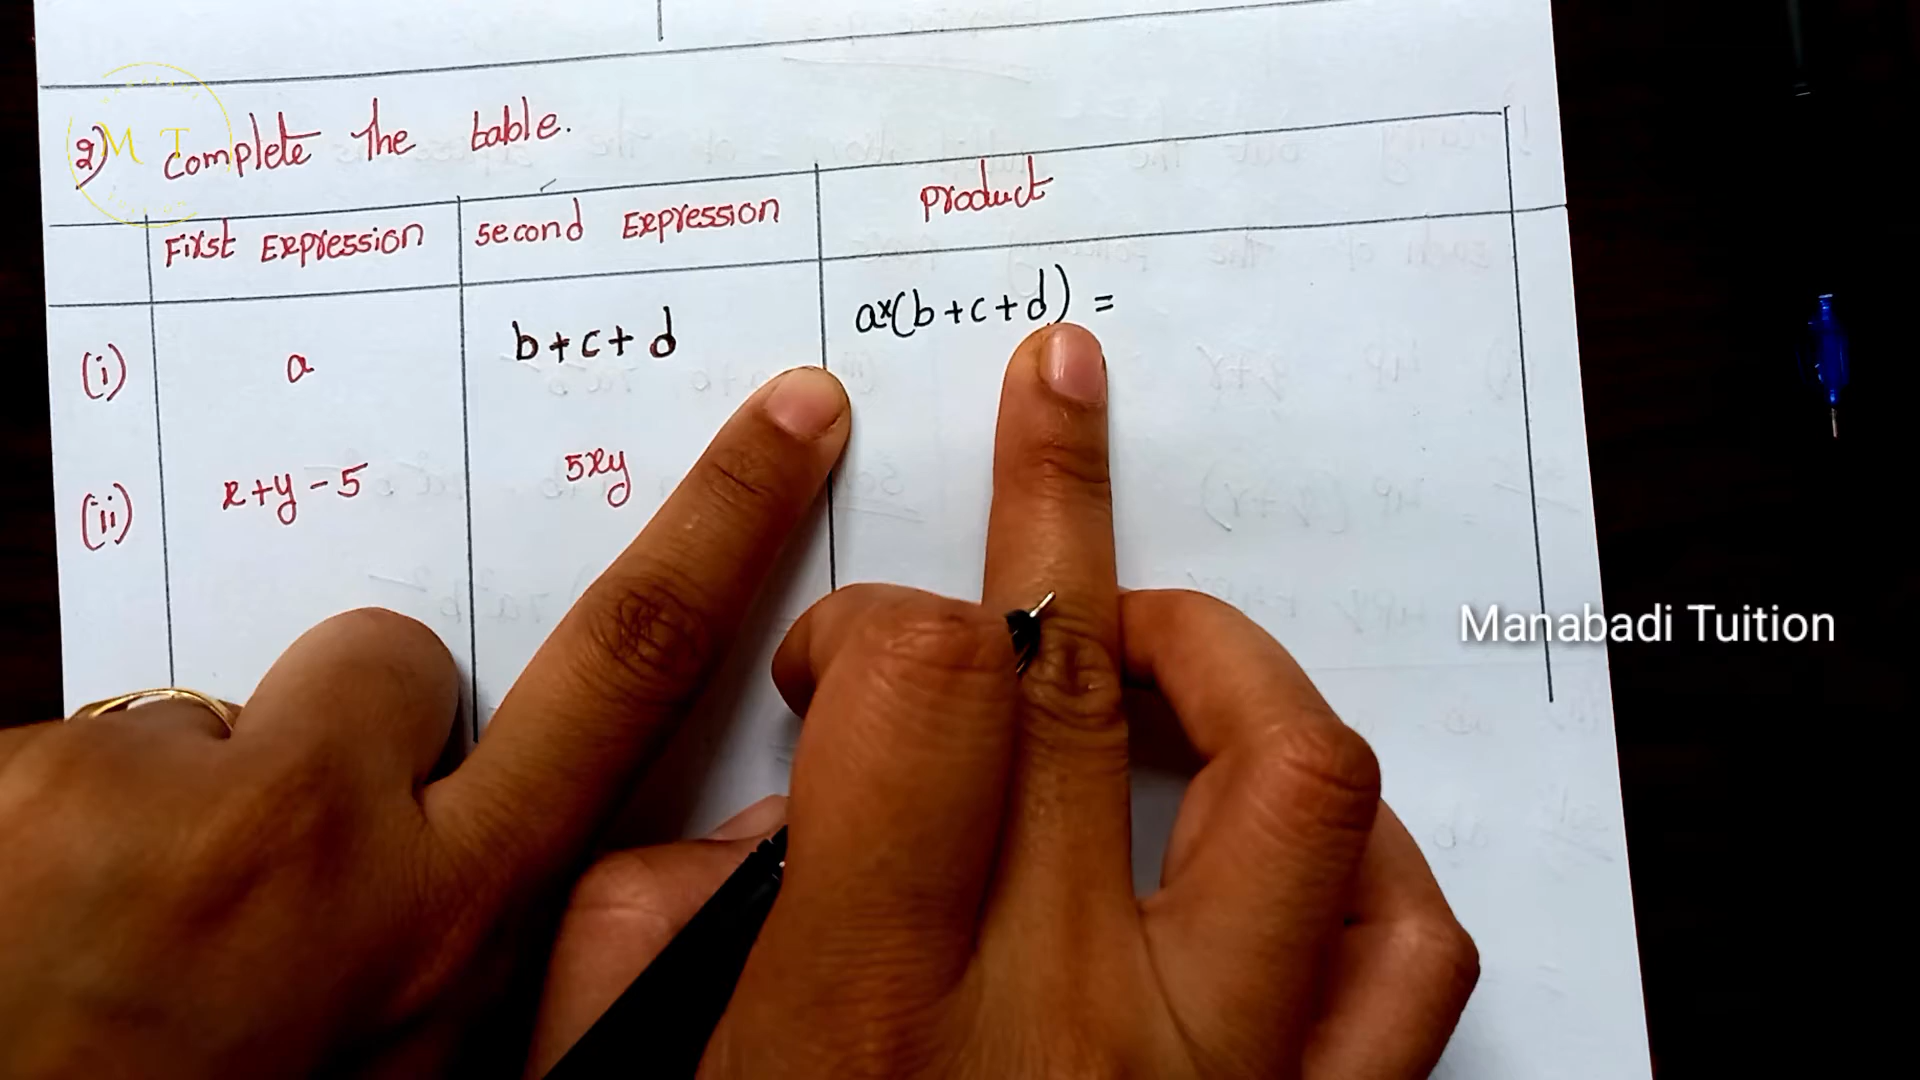 M T
2) Complete the table.
First Expression second Expression product
(i) a b+c+d a×(b+c+d) =
(ii) x+y-5 5xy
Manabadi Tuition